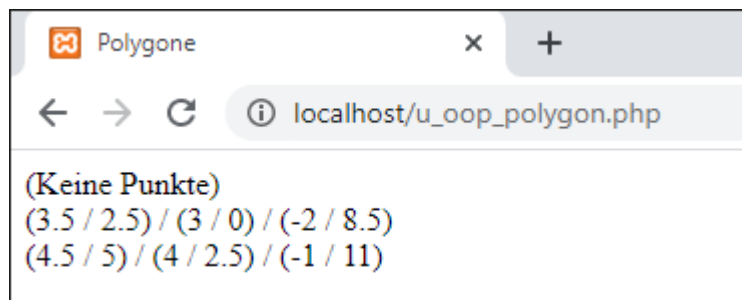 Polygone
localhost/u_oop_polygon.php
(Keine Punkte)
(3.5 / 2.5) / (3 / 0) / (-2 / 8.5)
(4.5 / 5) / (4 / 2.5) / (-1 / 11)